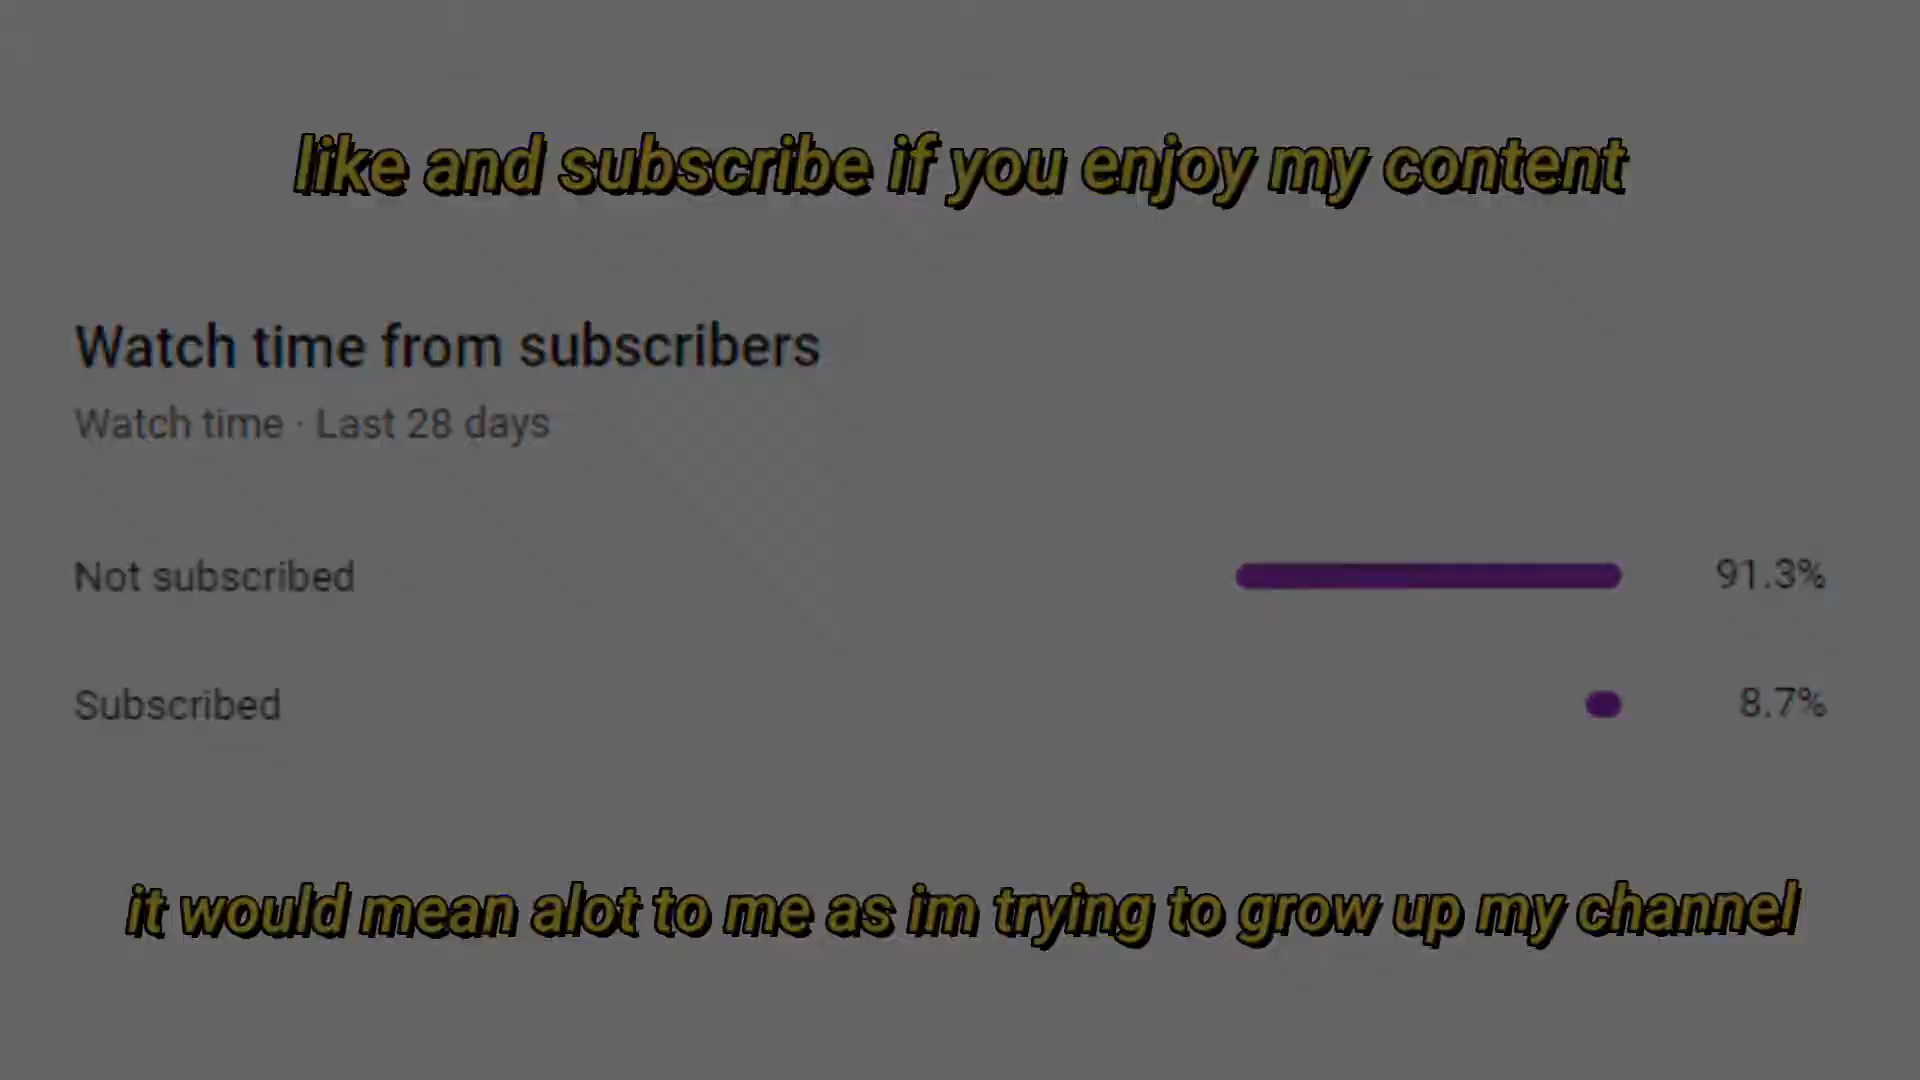 like and subscribe if you enjoy my content
Watch time from subscribers
Watch time · Last 28 days
Not subscribed 91.3%
Subscribed 8.7%
it would mean alot to me as im trying to grow up my channel